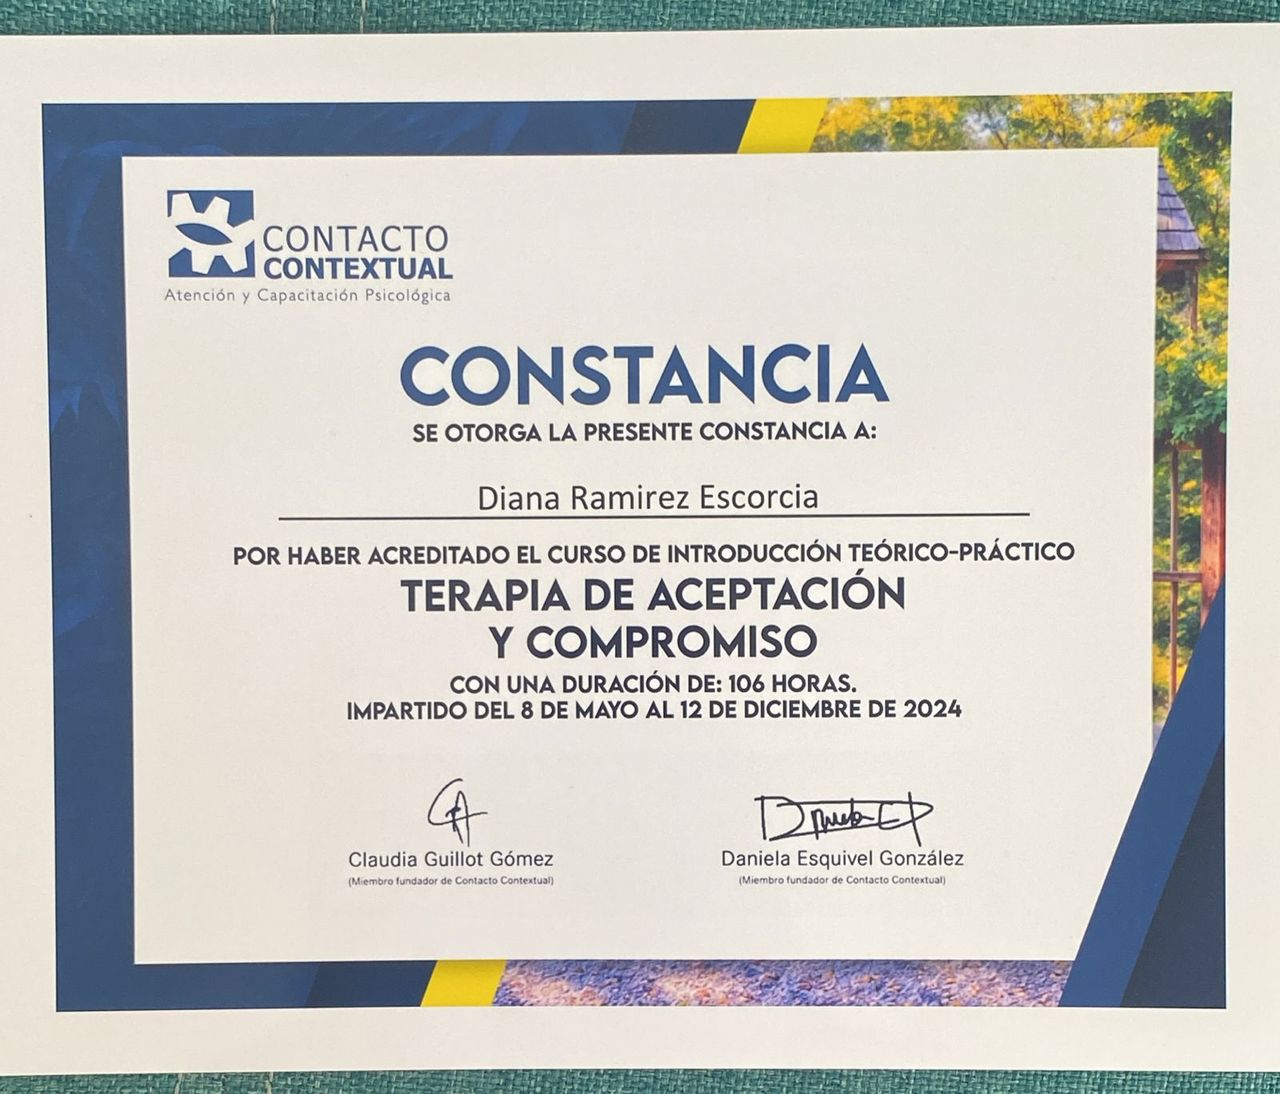 CONTACTO
CONTEXTUAL
Atención y Capacitación Psicológica
CONSTANCIA
SE OTORGA LA PRESENTE CONSTANCIA A:
Diana Ramirez Escorcia
POR HABER ACREDITADO EL CURSO DE INTRODUCCIÓN TEÓRICO-PRÁCTICO
TERAPIA DE ACEPTACIÓN
Y COMPROMISO
CON UNA DURACIÓN DE: 106 HORAS.
IMPARTIDO DEL 8 DE MAYO AL 12 DE DICIEMBRE DE 2024
Claudia Guillot Gómez
(Miembro fundador de Contacto Contextual)
Daniela Esquivel González
(Miembro fundador de Contacto Contextual)